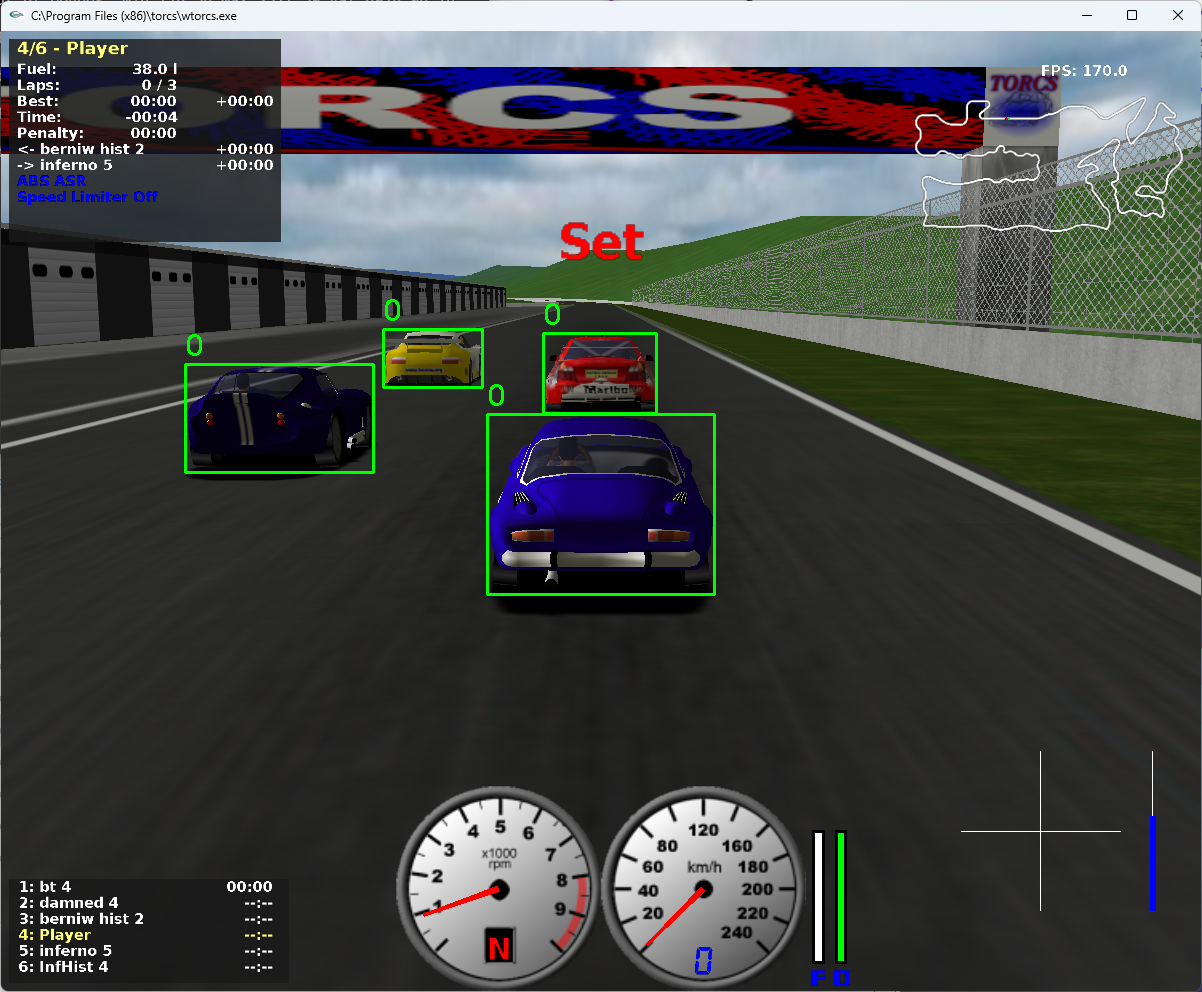 C:\Program Files (x86)\torcs\wtorcs.exe
4/6 - Player
Fuel: 38.0 l
Laps: 0 / 3
Best: 00:00 +00:00
Time: -00:04
Penalty: 00:00
<- berniw hist 2 +00:00
-> inferno 5 +00:00
ABS ASR
Speed Limiter Off
ORCS
TORCS
FPS: 170.0
Set
0
0
0
0
Marlbo
1 2 3 4 5 6 7 8 9
x1000
rpm
N
20 40 60 80 120 160 180 200 220 240
km/h
0
F D
1: bt 4 00:00
2: damned 4 --:--
3: berniw hist 2 --:--
4: Player --:--
5: inferno 5 --:--
6: InfHist 4 --:--